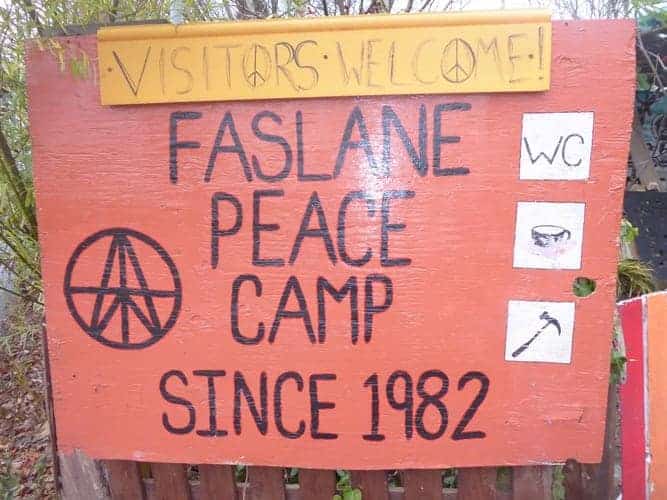 VISITORS·WELCOME!
FASLANE
PEACE
CAMP
SINCE 1982
WC